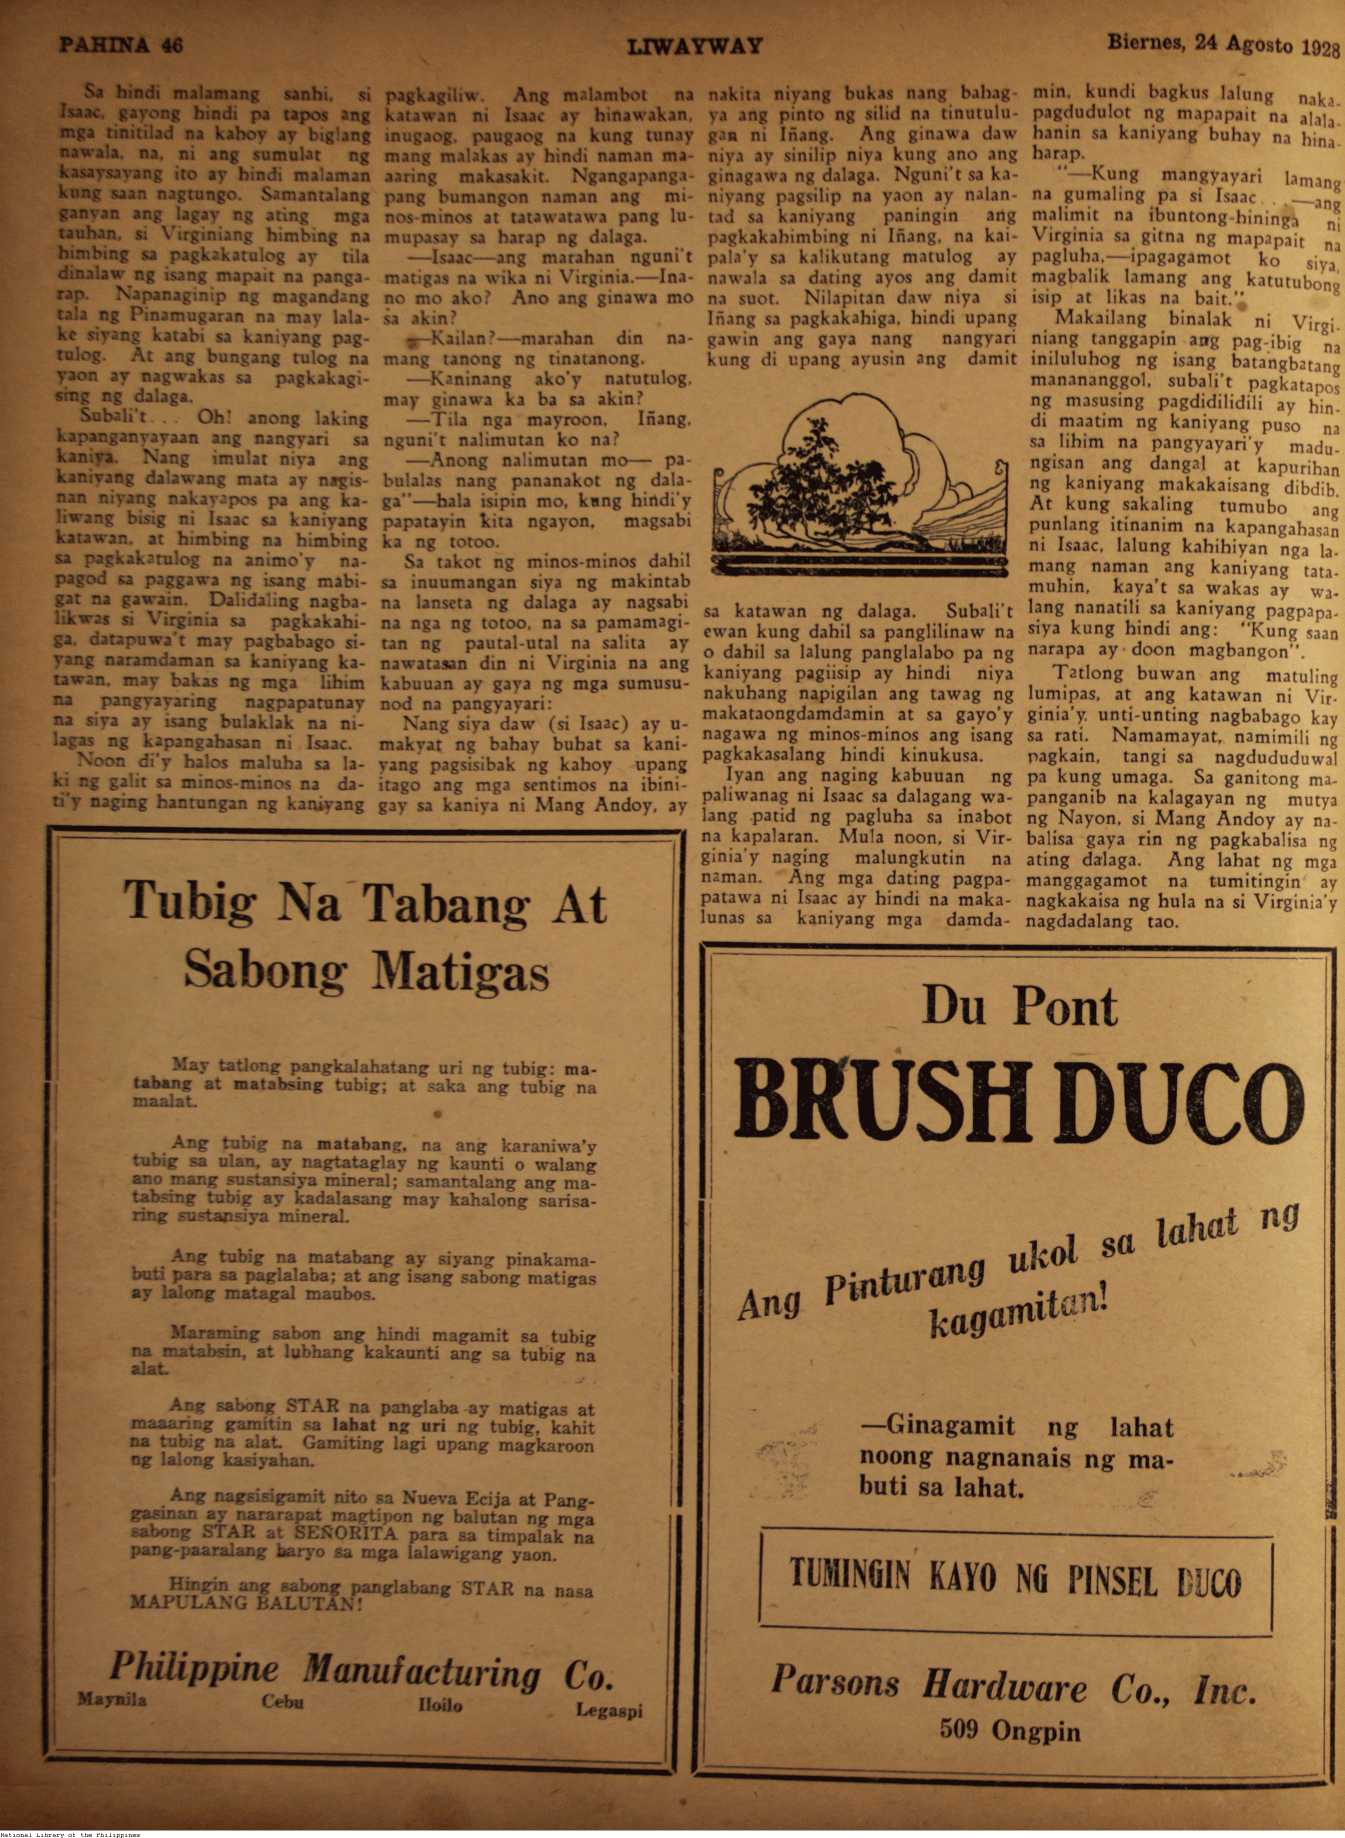 PAHINA 46
LIWAYWAY
Biernes, 24 Agosto 1928
Sa hindi malamang sanhi, si
Isaac, gayong hindi pa tapos ang
mga tinitilad na kahoy ay biglang
nawala, na, ni ang sumulat ng
kasaysayang ito ay hindi malaman
kung saan nagtungo. Samantalang
ganyan ang lagay ng ating mga
tauhan, si Virginiang himbing na
himbing sa pagkakatulog ay tila
dinalaw ng isang mapait na panga-
rap. Napanaginip ng magandang
tala ng Pinamugaran na may lala-
ke siyang katabi sa kaniyang pag-
tulog. At ang bungang tulog na
yaon ay nagwakas sa pagkakagi-
sing ng dalaga.
Subali't... Oh! anong laking
kapanganyayaan ang nangyari sa
kaniya. Nang imulat niya ang
kaniyang dalawang mata ay nagis-
nan niyang nakayapos pa ang ka-
liwang bisig ni Isaac sa kaniyang
katawan, at himbing na himbing
sa pagkakatulog na animo'y na-
pagod sa paggawa ng isang mabi-
gat na gawain. Dalidaling nagba-
likwas si Virginia sa pagkakahi-
ga, datapuwa't may pagbabago si-
yang naramdaman sa kaniyang ka-
tawan, may bakas ng mga lihim
na pangyayaring nagpapatunay
na siya ay isang bulaklak na ni-
lagas ng kapangahasan ni Isaac.
Noon di'y halos maluha sa la-
ki ng galit sa minos-minos na da-
ti'y naging hantungan ng kaniyang
pagkagiliw. Ang malambot na
katawan ni Isaac ay hinawakan,
inugaog, paugaog na kung tunay
mang malakas ay hindi naman ma-
aaring makasakit. Ngangapanga-
pang bumangon naman ang mi-
nos-minos at tatawatawa pang lu-
mupasay sa harap ng dalaga.
—Isaac—ang marahan nguni't
matigas na wika ni Virginia.—Ina-
no mo ako? Ano ang ginawa mo
sa akin?
—Kailan?—marahan din na-
mang tanong ng tinatanong.
—Kaninang ako'y natutulog,
may ginawa ka ba sa akin?
—Tila nga mayroon, Iñang,
nguni't nalimutan ko na?
—Anong nalimutan mo— pa-
bulalas nang pananakot ng dala-
ga"—hala isipin mo, kung hindi'y
papatayin kita ngayon, magsabi
ka ng totoo.
Sa takot ng minos-minos dahil
sa inuumangan siya ng makintab
na lanseta ng dalaga ay nagsabi
na nga ng totoo, na sa pamamagi-
tan ng pautal-utal na salita ay
nawatasan din ni Virginia na ang
kabuuan ay gaya ng mga sumusu-
nod na pangyayari:
Nang siya daw (si Isaac) ay u-
makyat ng bahay buhat sa kani-
yang pagsisibak ng kahoy upang
itago ang mga sentimos na ibini-
gay sa kaniya ni Mang Andoy, ay
nakita niyang bukas nang bahag-
ya ang pinto ng silid na tinutulu-
gan ni Iñang. Ang ginawa daw
niya ay sinilip niya kung ano ang
ginagawa ng dalaga. Nguni't sa ka-
niyang pagsilip na yaon ay nalan-
tad sa kaniyang paningin ang
pagkakahimbing ni Iñang, na kai-
pala'y sa kalikutang matulog ay
nawala sa dating ayos ang damit
na suot. Nilapitan daw niya si
Iñang sa pagkakahiga, hindi upang
gawin ang gaya nang nangyari
kung di upang ayusin ang damit
sa katawan ng dalaga. Subali't
ewan kung dahil sa panglilinaw na
o dahil sa lalung panglalabo pa ng
kaniyang pagiisip ay hindi niya
nakuhang napigilan ang tawag ng
makataongdamdamin at sa gayo'y
nagawa ng minos-minos ang isang
pagkakasalang hindi kinukusa.
Iyan ang naging kabuuan ng
paliwanag ni Isaac sa dalagang wa-
lang patid ng pagluha sa inabot
na kapalaran. Mula noon, si Vir-
ginia'y naging malungkutin na
naman. Ang mga dating pagpa-
patawa ni Isaac ay hindi na maka-
lunas sa kaniyang mga damda-
min, kundi bagkus lalung naka-
pagdudulot ng mapapait na alala-
hanin sa kaniyang buhay na hina-
harap.
"—Kung mangyayari lamang
na gumaling pa si Isaac...—ang
malimit na ibuntong-hininga ni
Virginia sa gitna ng mapapait na
pagluha,—ipagagamot ko siya,
magbalik lamang ang katutubong
isip at likas na bait."
Makailang binalak ni Virgi-
niang tanggapin ang pag-ibig na
iniluluhog ng isang batangbatang
manananggol, subali't pagkatapos
ng masusing pagdidilidili ay hin-
di maatim ng kaniyang puso na
sa lihim na pangyayari'y madu-
ngisan ang dangal at kapurihan
ng kaniyang makakaisang dibdib.
At kung sakaling tumubo ang
punlang itinanim na kapangahasan
ni Isaac, lalung kahihiyan nga la-
mang naman ang kaniyang tata-
muhin, kaya't sa wakas ay wa-
lang nanatili sa kaniyang pagpapa-
siya kung hindi ang: "Kung saan
narapa ay doon magbangon".
Tatlong buwan ang matuling
lumipas, at ang katawan ni Vir-
ginia'y, unti-unting nagbabago kay
sa rati. Namamayat, namimili ng
pagkain, tangi sa nagdududuwal
pa kung umaga. Sa ganitong ma-
panganib na kalagayan ng mutya
ng Nayon, si Mang Andoy ay na-
balisa gaya rin ng pagkabalisa ng
ating dalaga. Ang lahat ng mga
manggagamot na tumitingin ay
nagkakaisa ng hula na si Virginia'y
nagdadalang tao.
Tubig Na Tabang At
Sabong Matigas
May tatlong pangkalahatang uri ng tubig: ma-
tabang at matabsing tubig; at saka ang tubig na
maalat.
Ang tubig na matabang, na ang karaniwa'y
tubig sa ulan, ay nagtataglay ng kaunti o walang
ano mang sustansiya mineral; samantalang ang ma-
tabsing tubig ay kadalasang may kahalong sarisa-
ring sustansiya mineral.
Ang tubig na matabang ay siyang pinakama-
buti para sa paglalaba; at ang isang sabong matigas
ay lalong matagal maubos.
Maraming sabon ang hindi magamit sa tubig
na matabsin, at lubhang kakaunti ang sa tubig na
alat.
Ang sabong STAR na panglaba ay matigas at
maaaring gamitin sa lahat ng uri ng tubig, kahit
na tubig na alat. Gamiting lagi upang magkaroon
ng lalong kasiyahan.
Ang nagsisigamit nito sa Nueva Ecija at Pang-
gasinan ay nararapat magtipon ng balutan ng mga
sabong STAR at SEÑORITA para sa timpalak na
pang-paaralang baryo sa mga lalawigang yaon.
Hingin ang sabong panglabang STAR na nasa
MAPULANG BALUTAN!
Philippine Manufacturing Co.
Maynila Cebu Iloilo Legaspi
Du Pont
BRUSH DUCO
Ang Pinturang ukol sa lahat ng
kagamitan!
—Ginagamit ng lahat
noong nagnanais ng ma-
buti sa lahat.
TUMINGIN KAYO NG PINSEL DUCO
Parsons Hardware Co., Inc.
509 Ongpin
National Library of the Philippines